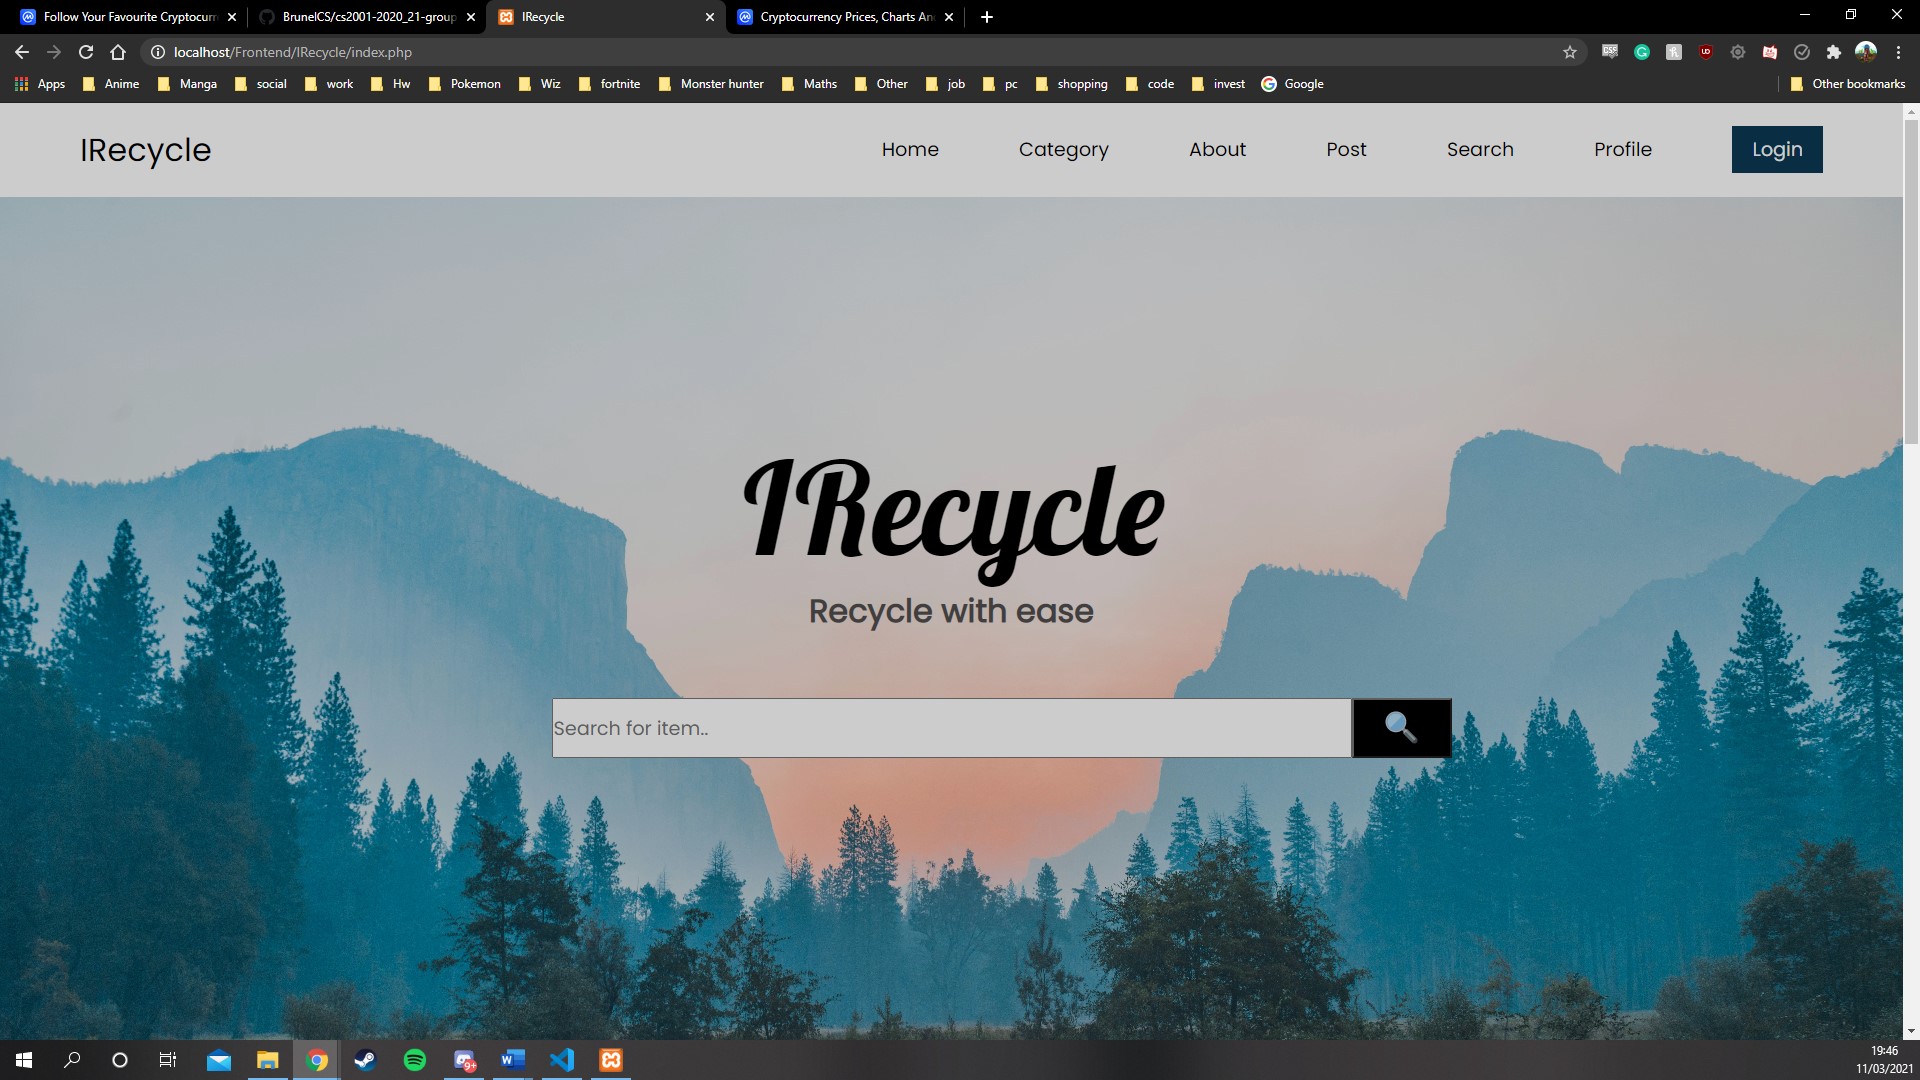 Follow Your Favourite Cryptocurr
BrunelCS/cs2001-2020_21-group
IRecycle
Cryptocurrency Prices, Charts An
localhost/Frontend/IRecycle/index.php
Apps Anime Manga social work Hw Pokemon Wiz fortnite Monster hunter Maths Other job pc shopping code invest Google Other bookmarks
IRecycle Home Category About Post Search Profile Login
IRecycle
Recycle with ease
Search for item..
9+
19:46
11/03/2021